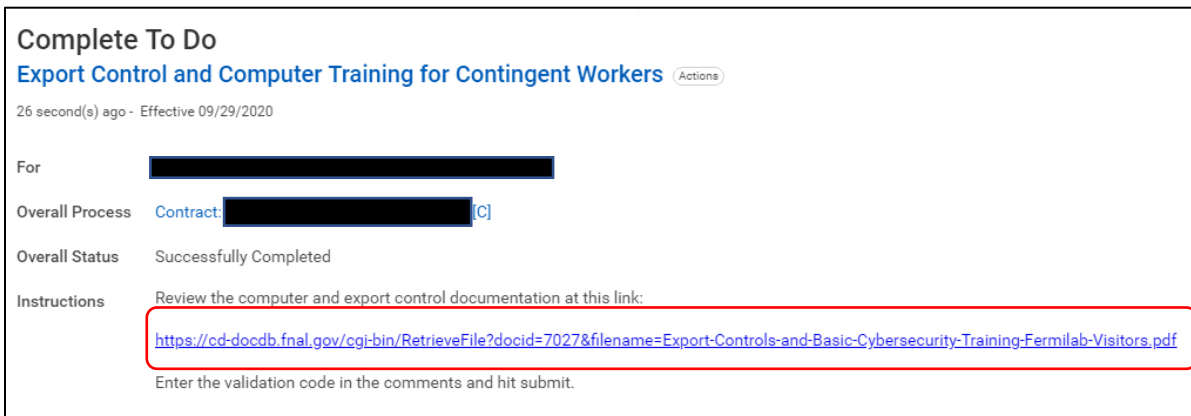 Complete To Do
Export Control and Computer Training for Contingent Workers Actions
26 second(s) ago - Effective 09/29/2020
For
Overall Process Contract: [C]
Overall Status Successfully Completed
Instructions Review the computer and export control documentation at this link:
https://cd-docdb.fnal.gov/cgi-bin/RetrieveFile?docid=7027&filename=Export-Controls-and-Basic-Cybersecurity-Training-Fermilab-Visitors.pdf
Enter the validation code in the comments and hit submit.